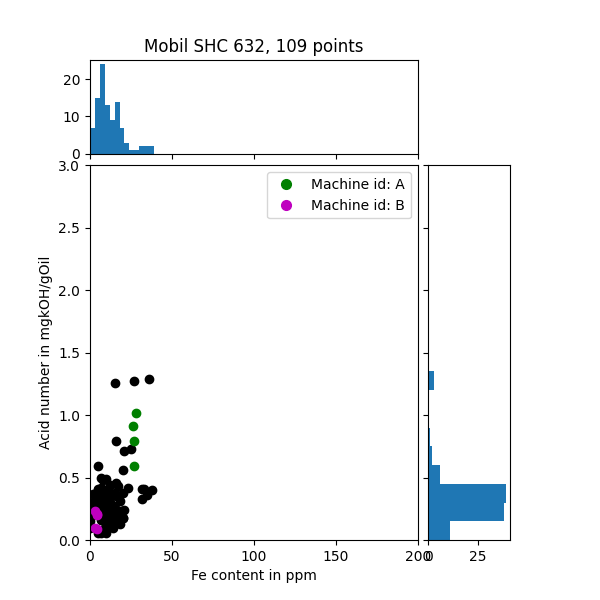 Mobil SHC 632, 109 points
20
10
0
3.0
2.5
2.0
1.5
1.0
0.5
0.0
Acid number in mgkOH/gOil
Machine id: A
Machine id: B
0 50 100 150 200
0 25
Fe content in ppm